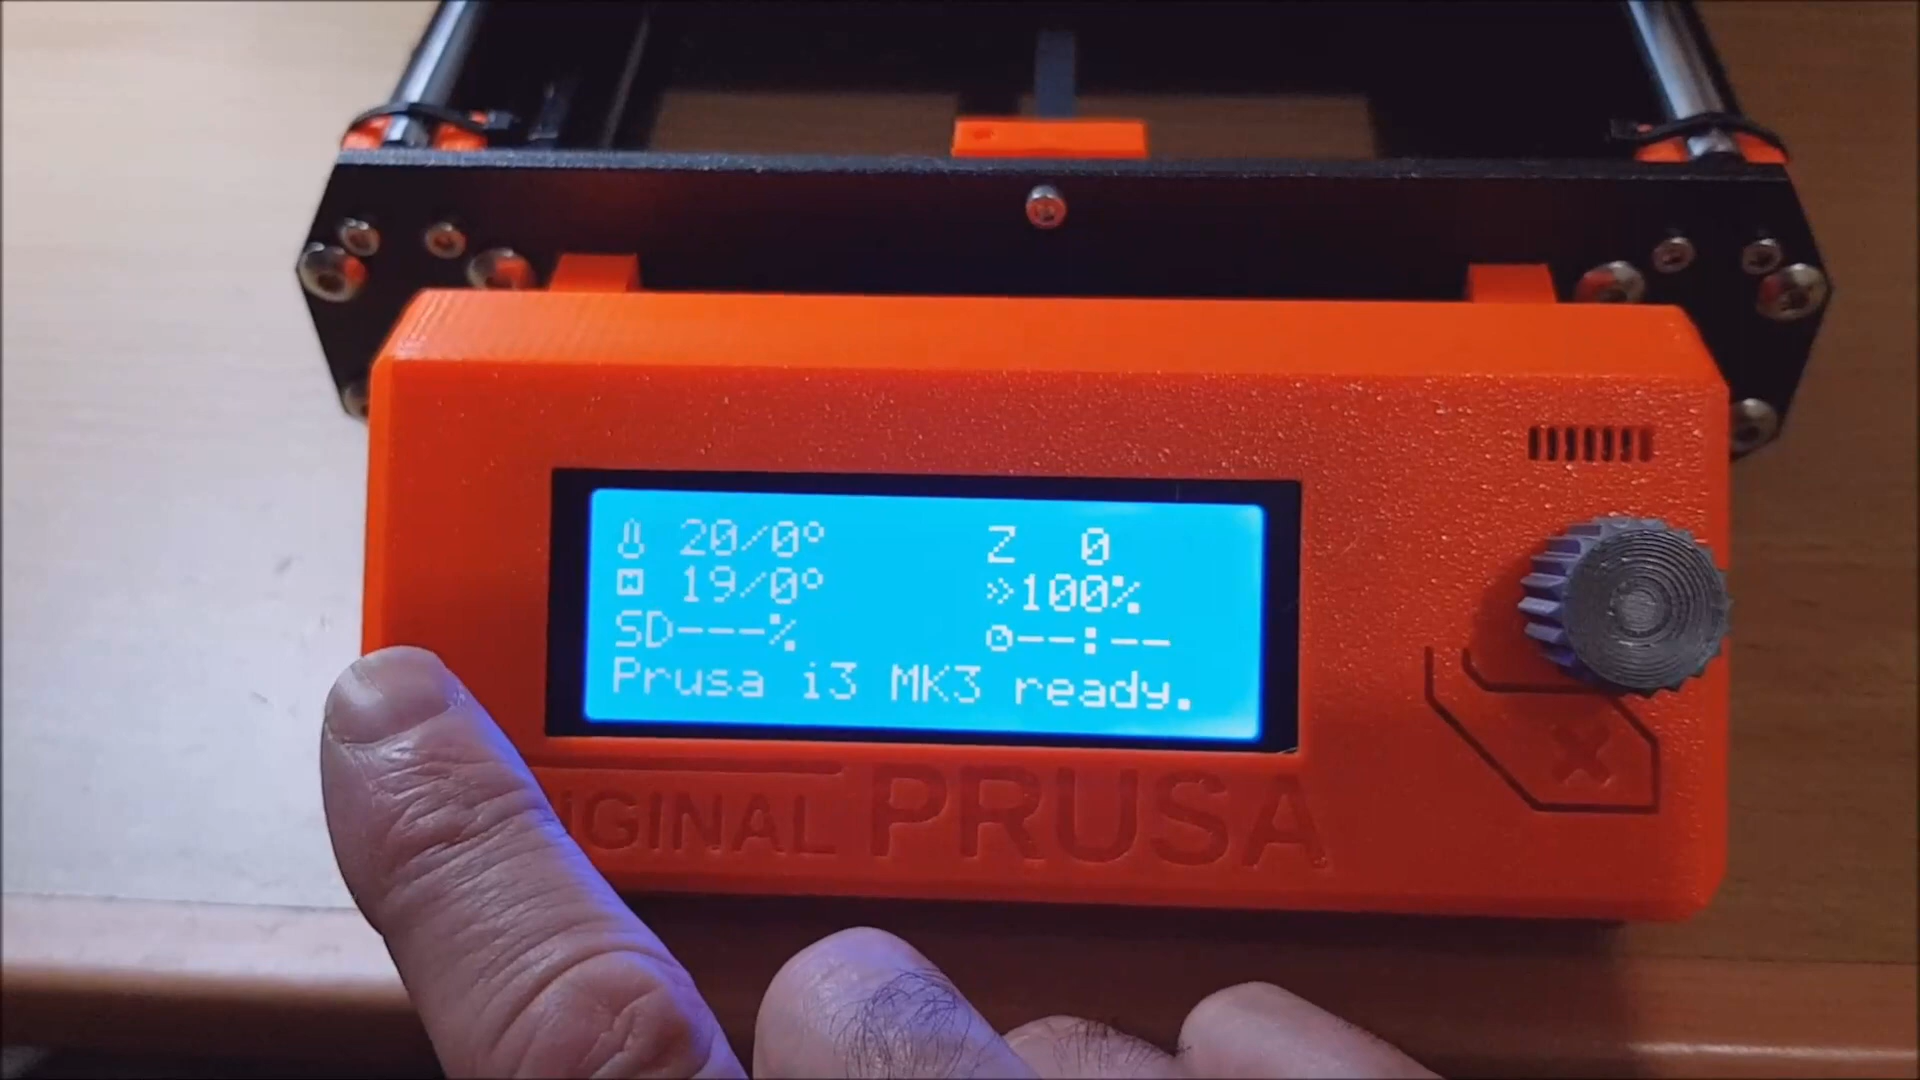 20/0° Z 0
19/0° »100%
SD---% --:--
Prusa i3 MK3 ready.
IGINAL PRUSA